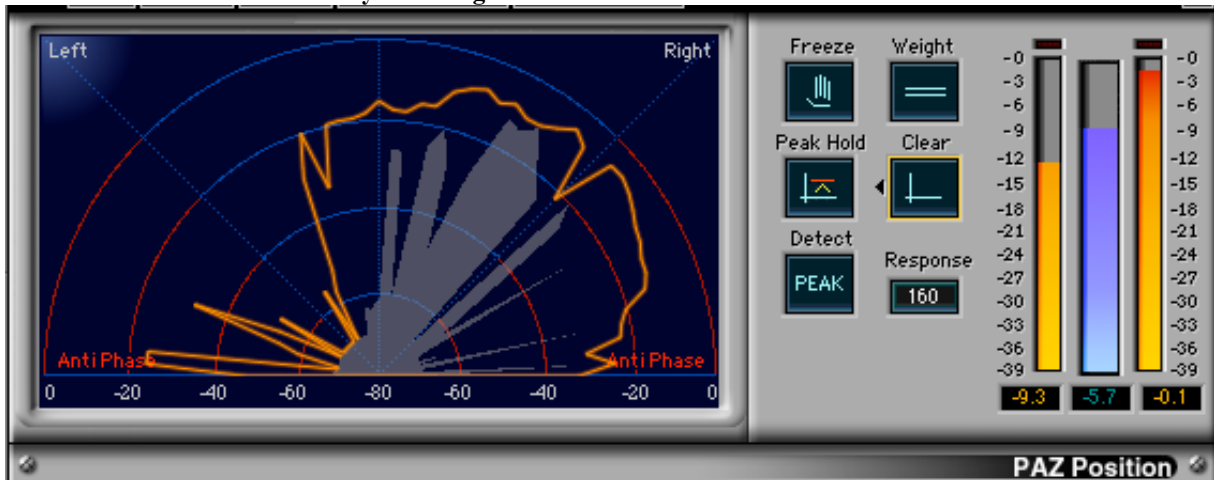 Left Right
Anti Phase Anti Phase
0 -20 -40 -60 -80 -60 -40 -20 0
Freeze Weight
Peak Hold Clear
Detect
PEAK
Response
160
-0 -0
-3 -3
-6 -6
-9 -9
-12 -12
-15 -15
-18 -18
-21 -21
-24 -24
-27 -27
-30 -30
-33 -33
-36 -36
-39 -39
-9.3 -5.7 -0.1
PAZ Position